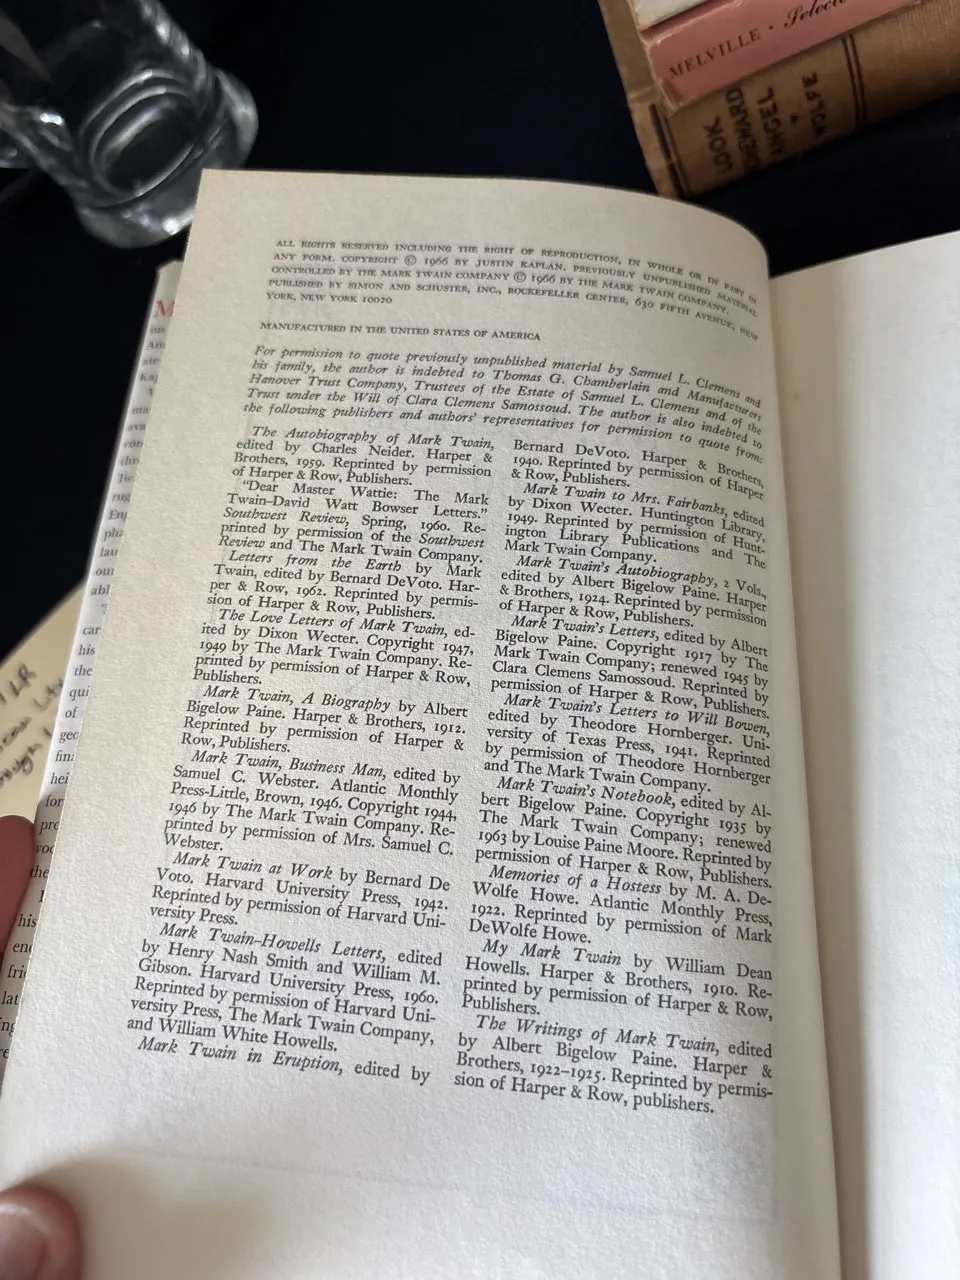 MELVILLE · Selecte
LOOK
HOMEWARD
ANGEL
WOLFE
ALL RIGHTS RESERVED INCLUDING THE RIGHT OF REPRODUCTION, IN WHOLE OR IN PART IN
ANY FORM. COPYRIGHT © 1966 BY JUSTIN KAPLAN. PREVIOUSLY UNPUBLISHED MATERIAL
CONTROLLED BY THE MARK TWAIN COMPANY © 1966 BY THE MARK TWAIN COMPANY.
PUBLISHED BY SIMON AND SCHUSTER, INC., ROCKEFELLER CENTER, 630 FIFTH AVENUE, NEW
YORK, NEW YORK 10020
MANUFACTURED IN THE UNITED STATES OF AMERICA
For permission to quote previously unpublished material by Samuel L. Clemens and
his family, the author is indebted to Thomas G. Chamberlain and Manufacturers
Hanover Trust Company, Trustees of the Estate of Samuel L. Clemens and of the
Trust under the Will of Clara Clemens Samossoud. The author is also indebted to
the following publishers and authors' representatives for permission to quote from:
The Autobiography of Mark Twain,
edited by Charles Neider. Harper &
Brothers, 1959. Reprinted by permission
of Harper & Row, Publishers.
"Dear Master Wattie: The Mark
Twain-David Watt Bowser Letters."
Southwest Review, Spring, 1960. Re-
printed by permission of the Southwest
Review and The Mark Twain Company.
Letters from the Earth by Mark
Twain, edited by Bernard DeVoto. Har-
per & Row, 1962. Reprinted by permis-
sion of Harper & Row, Publishers.
The Love Letters of Mark Twain, ed-
ited by Dixon Wecter. Copyright 1947,
1949 by The Mark Twain Company. Re-
printed by permission of Harper & Row,
Publishers.
Mark Twain, A Biography by Albert
Bigelow Paine. Harper & Brothers, 1912.
Reprinted by permission of Harper &
Row, Publishers.
Mark Twain, Business Man, edited by
Samuel C. Webster. Atlantic Monthly
Press-Little, Brown, 1946. Copyright 1944,
1946 by The Mark Twain Company. Re-
printed by permission of Mrs. Samuel C.
Webster.
Mark Twain at Work by Bernard De
Voto. Harvard University Press, 1942.
Reprinted by permission of Harvard Uni-
versity Press.
Mark Twain-Howells Letters, edited
by Henry Nash Smith and William M.
Gibson. Harvard University Press, 1960.
Reprinted by permission of Harvard Uni-
versity Press, The Mark Twain Company,
and William White Howells.
Mark Twain in Eruption, edited by
Bernard DeVoto. Harper & Brothers,
1940. Reprinted by permission of Harper
& Row, Publishers.
Mark Twain to Mrs. Fairbanks, edited
by Dixon Wecter. Huntington Library,
1949. Reprinted by permission of Hunt-
ington Library Publications and The
Mark Twain Company.
Mark Twain's Autobiography, 2 Vols.,
edited by Albert Bigelow Paine. Harper
& Brothers, 1924. Reprinted by permission
of Harper & Row, Publishers.
Mark Twain's Letters, edited by Albert
Bigelow Paine. Copyright 1917 by The
Mark Twain Company; renewed 1945 by
Clara Clemens Samossoud. Reprinted by
permission of Harper & Row, Publishers.
Mark Twain's Letters to Will Bowen,
edited by Theodore Hornberger. Uni-
versity of Texas Press, 1941. Reprinted
by permission of Theodore Hornberger
and The Mark Twain Company.
Mark Twain's Notebook, edited by Al-
bert Bigelow Paine. Copyright 1935 by
The Mark Twain Company; renewed
1963 by Louise Paine Moore. Reprinted by
permission of Harper & Row, Publishers.
Memories of a Hostess by M. A. De-
Wolfe Howe. Atlantic Monthly Press,
1922. Reprinted by permission of Mark
DeWolfe Howe.
My Mark Twain by William Dean
Howells. Harper & Brothers, 1910. Re-
printed by permission of Harper & Row,
Publishers.
The Writings of Mark Twain, edited
by Albert Bigelow Paine. Harper &
Brothers, 1922-1925. Reprinted by permis-
sion of Harper & Row, publishers.